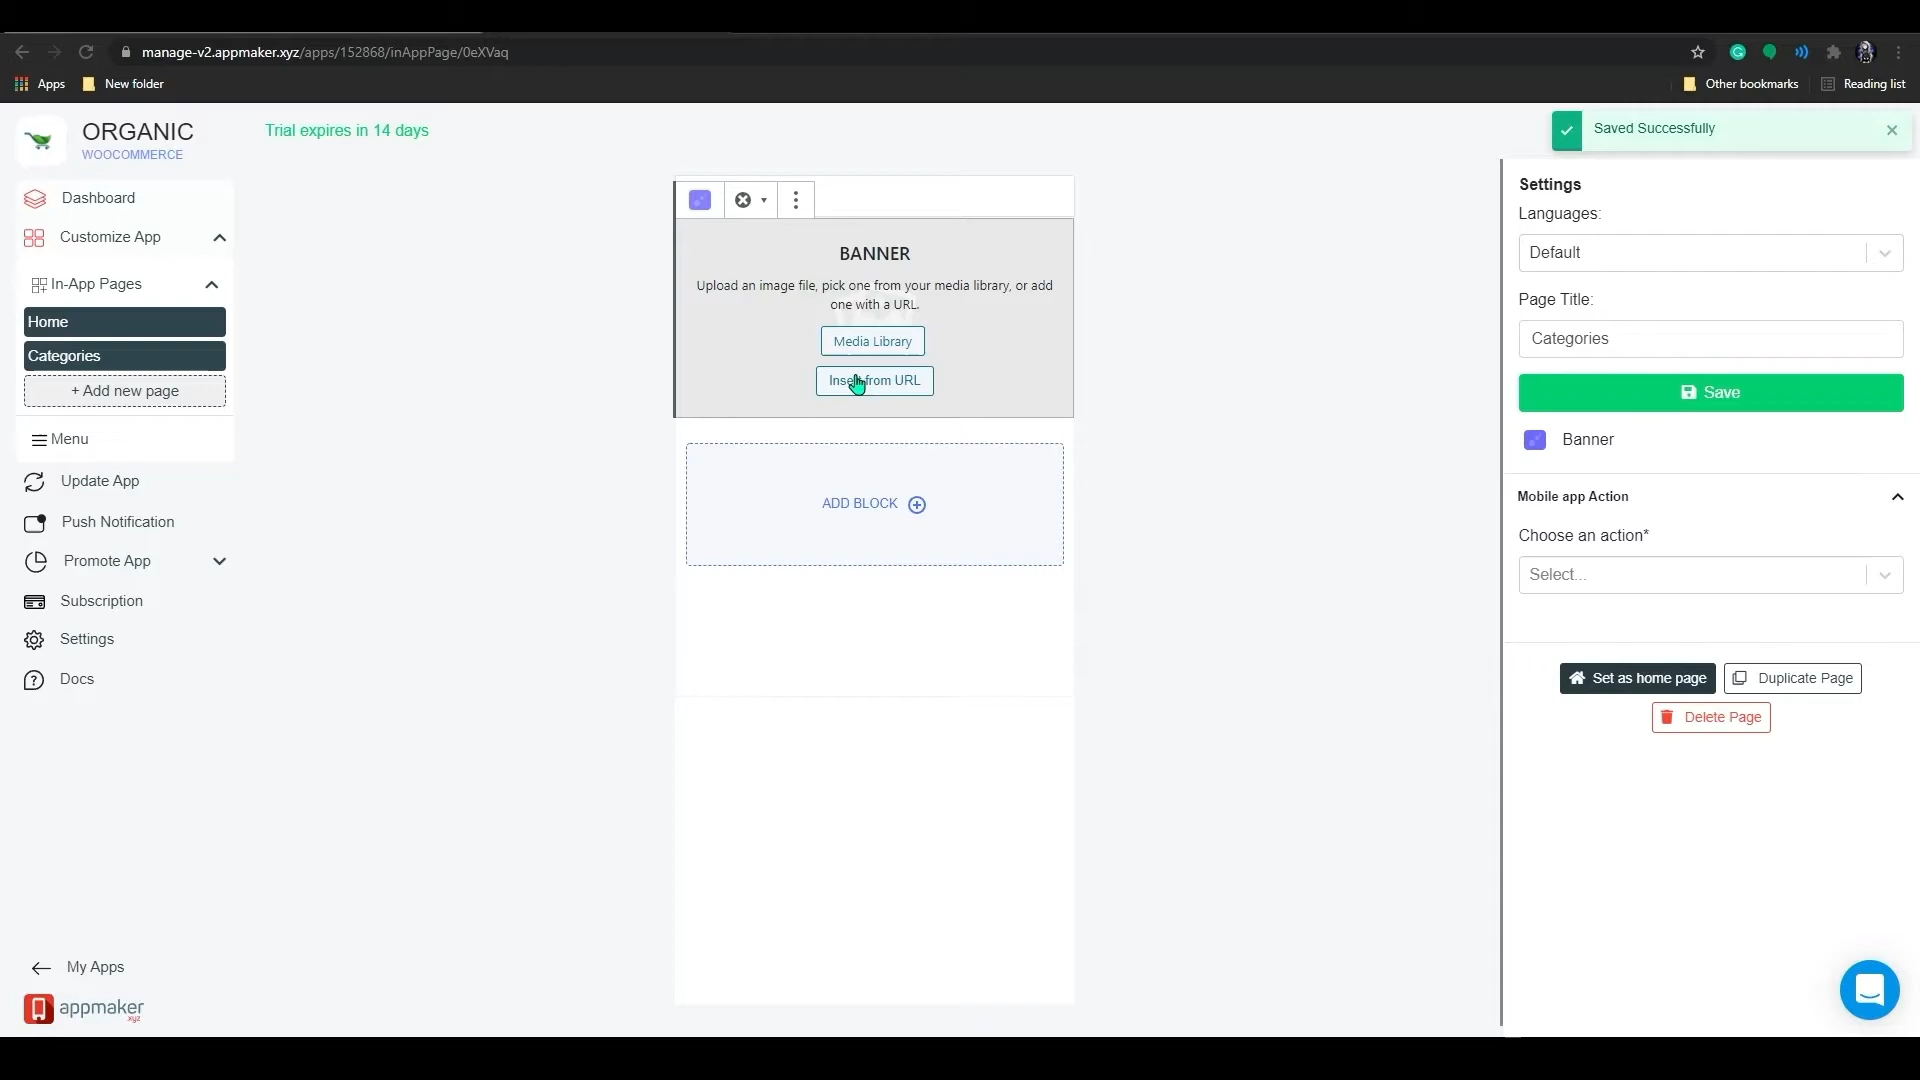 manage-v2.appmaker.xyz/apps/152868/inAppPage/0eXVaq
Apps
New folder
Other bookmarks
Reading list
ORGANIC
WOOCOMMERCE
Trial expires in 14 days
Saved Successfully
Dashboard
Customize App
In-App Pages
Home
Categories
+ Add new page
Menu
Update App
Push Notification
Promote App
Subscription
Settings
Docs
My Apps
appmaker
xyz
BANNER
Upload an image file, pick one from your media library, or add
one with a URL.
Media Library
Insert from URL
ADD BLOCK
Settings
Languages:
Default
Page Title:
Categories
Save
Banner
Mobile app Action
Choose an action*
Select...
Set as home page
Duplicate Page
Delete Page